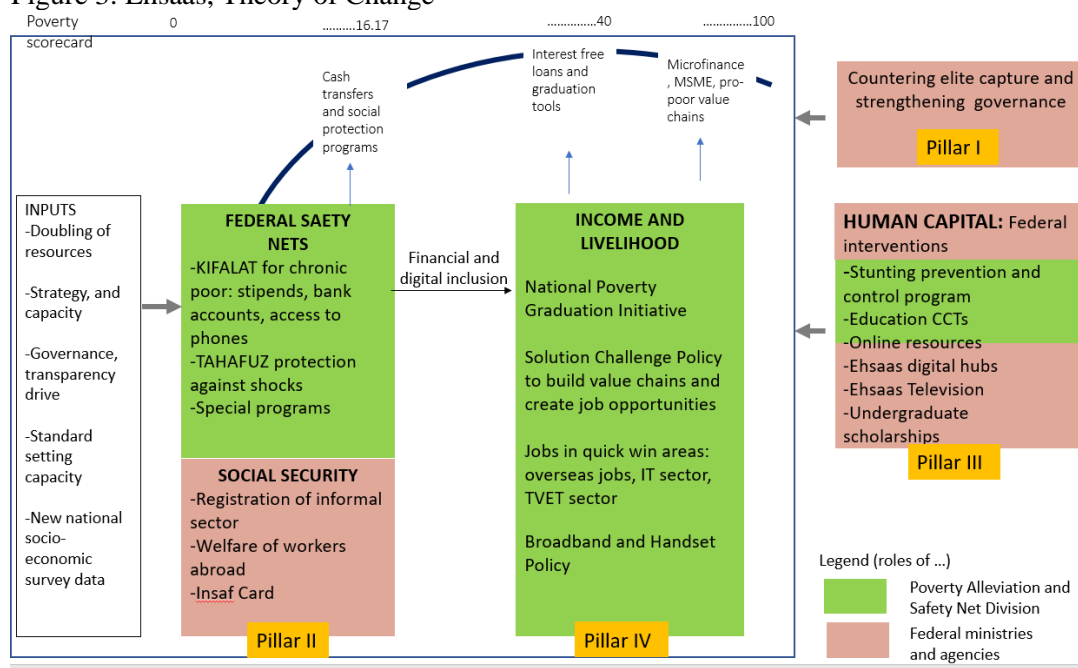 Figure 3: Ehsaas, Theory of Change
Poverty
scorecard
0
..........16.17
..............40
..............100
Cash
transfers
and social
protection
programs
Interest free
loans and
graduation
tools
Microfinance
, MSME, pro-
poor value
chains
Countering elite capture and
strengthening governance
Pillar I
INPUTS
-Doubling of
resources
-Strategy, and
capacity
-Governance,
transparency
drive
-Standard
setting
capacity
-New national
socio-
economic
survey data
FEDERAL SAETY
NETS
-KIFALAT for chronic
poor: stipends, bank
accounts, access to
phones
-TAHAFUZ protection
against shocks
-Special programs
SOCIAL SECURITY
-Registration of informal
sector
-Welfare of workers
abroad
-Insaf Card
Pillar II
Financial and
digital inclusion
INCOME AND
LIVELIHOOD
National Poverty
Graduation Initiative
Solution Challenge Policy
to build value chains and
create job opportunities
Jobs in quick win areas:
overseas jobs, IT sector,
TVET sector
Broadband and Handset
Policy
Pillar IV
HUMAN CAPITAL: Federal
interventions
-Stunting prevention and
control program
-Education CCTs
-Online resources
-Ehsaas digital hubs
-Ehsaas Television
-Undergraduate
scholarships
Pillar III
Legend (roles of ...)
Poverty Alleviation and
Safety Net Division
Federal ministries
and agencies